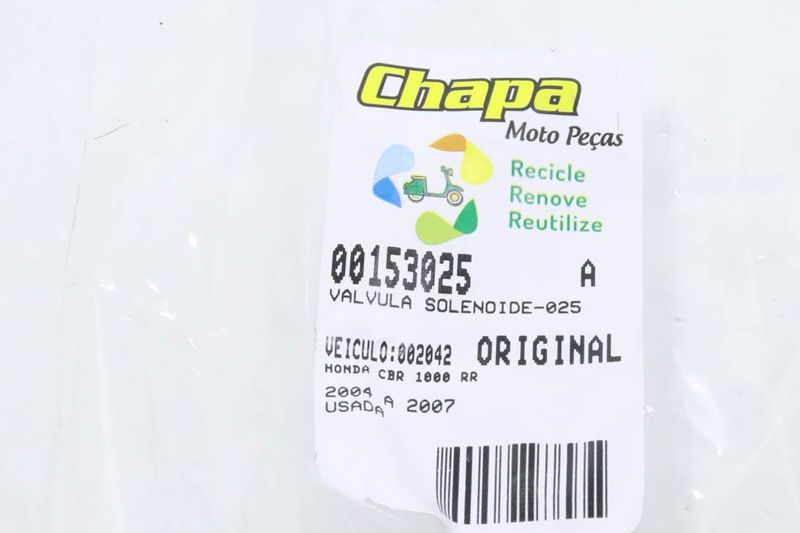 Chapa
Moto Peças
Recicle
Renove
Reutilize
00153025 A
VALVULA SOLENOIDE-025
VEICULO:002042 ORIGINAL
HONDA CBR 1000 RR
2004 A 2007
USADA